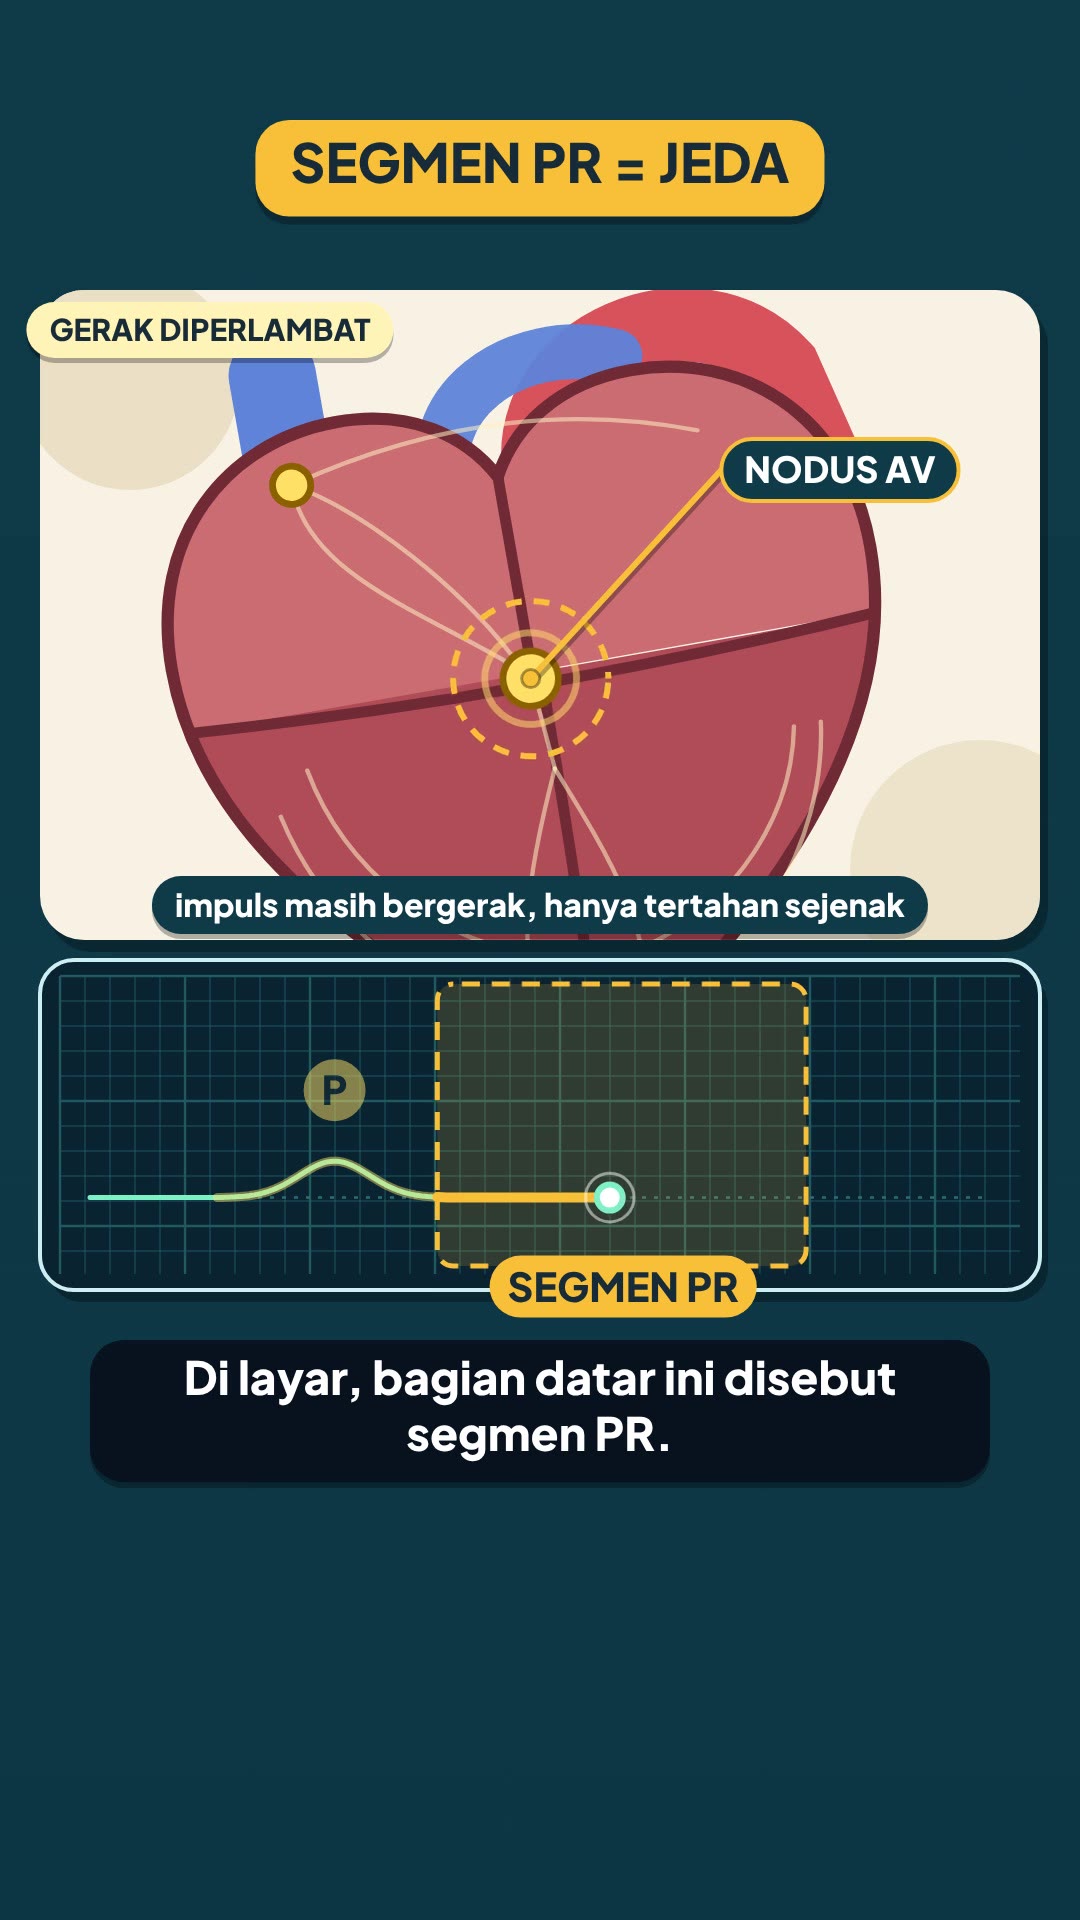 SEGMEN PR = JEDA
GERAK DIPERLAMBAT
NODUS AV
impuls masih bergerak, hanya tertahan sejenak
P
SEGMEN PR
Di layar, bagian datar ini disebut
segmen PR.